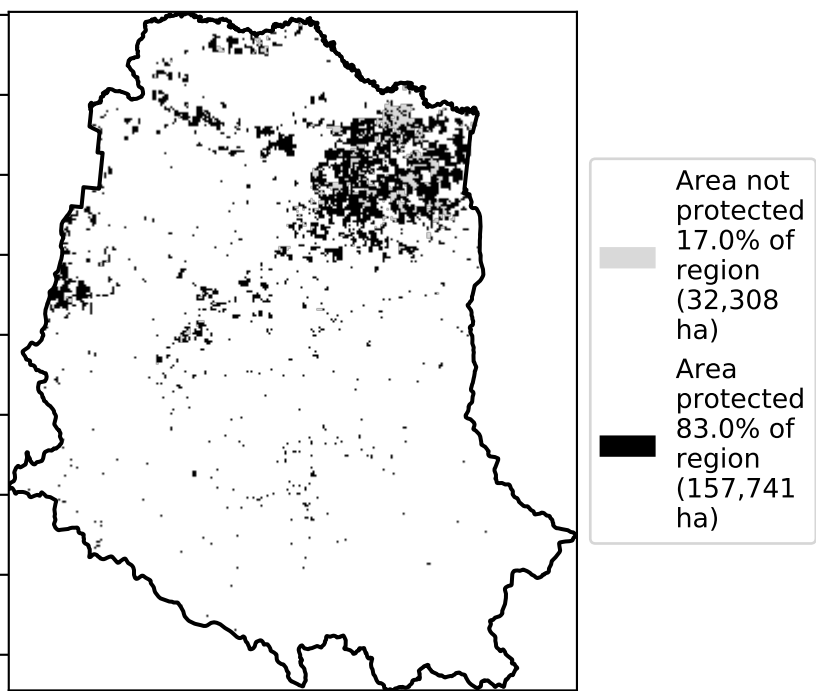 Area not
protected
17.0% of
region
(32,308
ha)
Area
protected
83.0% of
region
(157,741
ha)